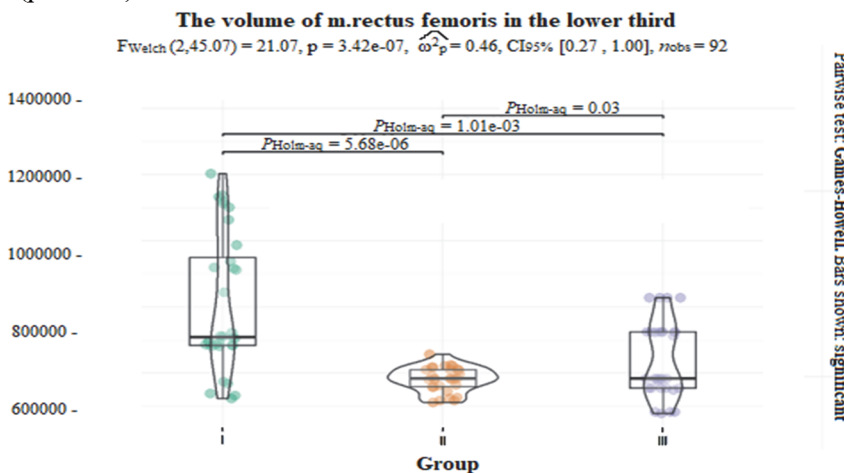 The volume of m.rectus femoris in the lower third
FWelch (2,45.07) = 21.07, p = 3.42e-07, ω̂²p = 0.46, CI95% [0.27 , 1.00], nobs = 92
1400000 -
PHolm-aq = 0.03
PHolm-aq = 1.01e-03
PHolm-aq = 5.68e-06
1200000 -
1000000 -
800000 -
600000 -
I II III
Group
Pairwise test: Games-Howell, Bars shown: significant